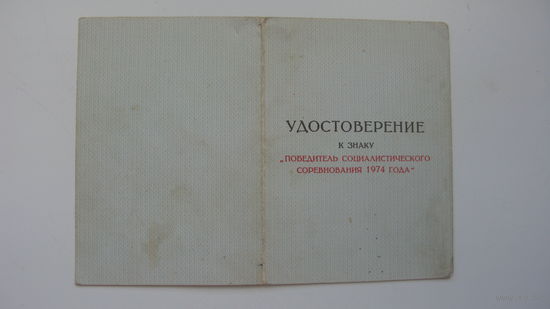 УДОСТОВЕРЕНИЕ
К ЗНАКУ
„ПОБЕДИТЕЛЬ СОЦИАЛИСТИЧЕСКОГО
СОРЕВНОВАНИЯ 1974 ГОДА“